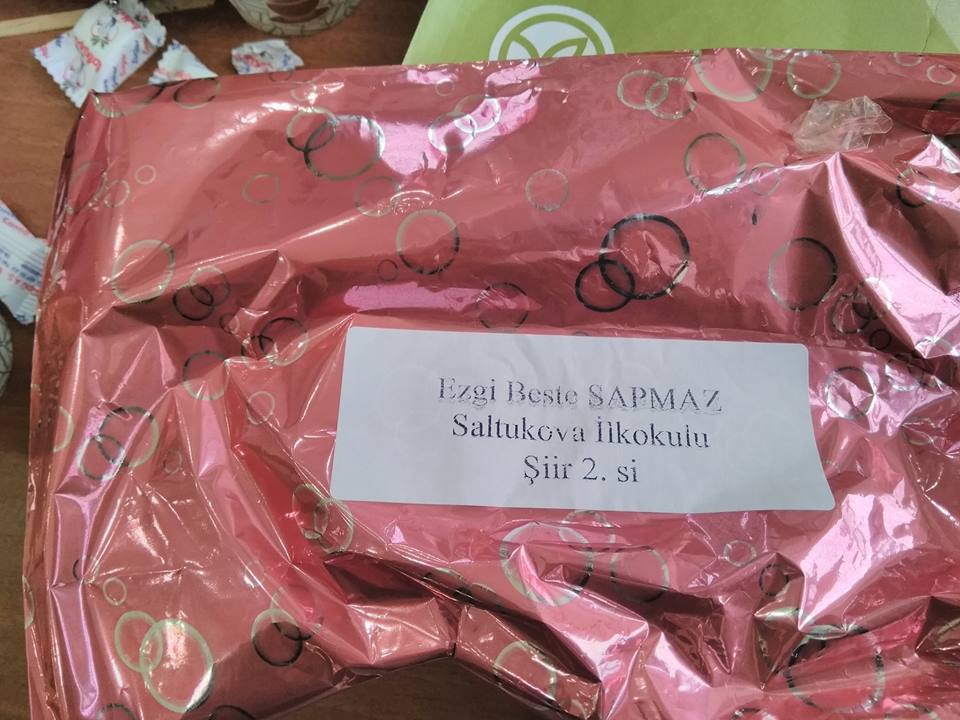 Ezgi Beste SAPMAZ
Saltukova İlkokulu
Şiir 2. si